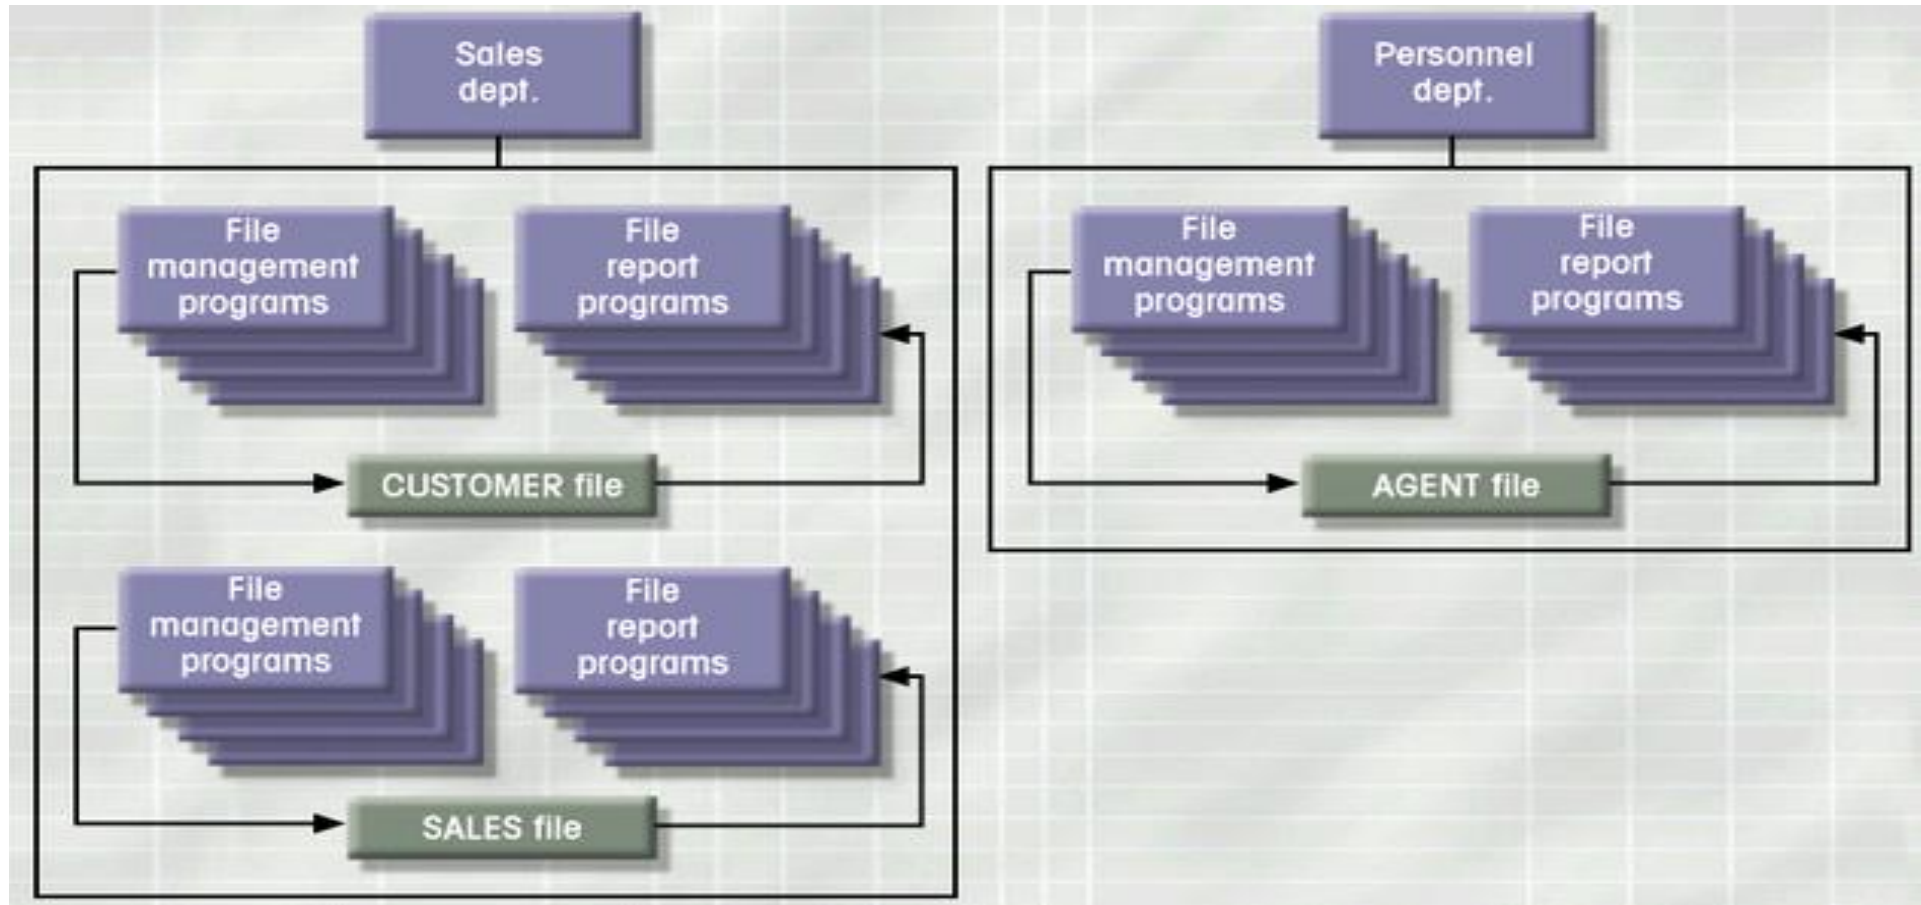 Sales
dept.
Personnel
dept.
File
management
programs
File
report
programs
File
management
programs
File
report
programs
CUSTOMER file
AGENT file
File
management
programs
File
report
programs
SALES file